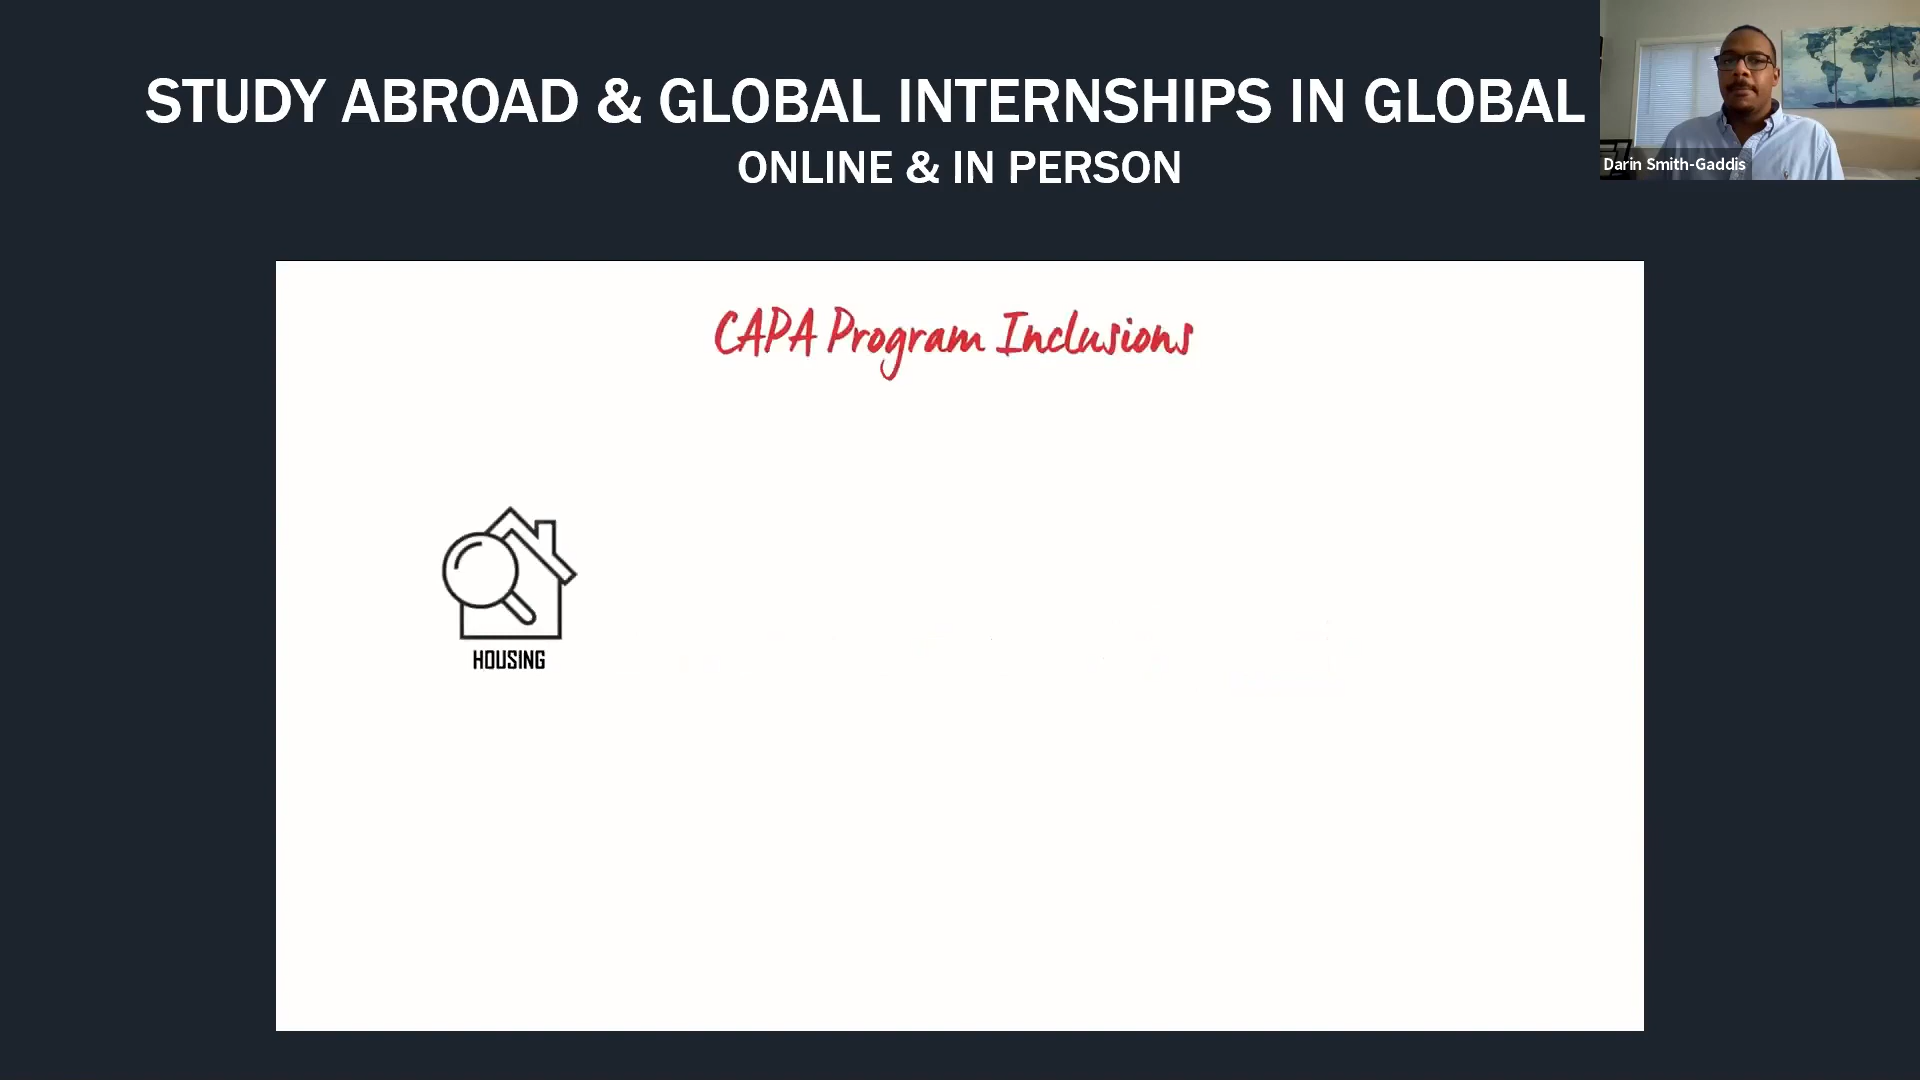 STUDY ABROAD & GLOBAL INTERNSHIPS IN GLOBAL
ONLINE & IN PERSON
Darin Smith-Gaddis
CAPA Program Inclusions
HOUSING